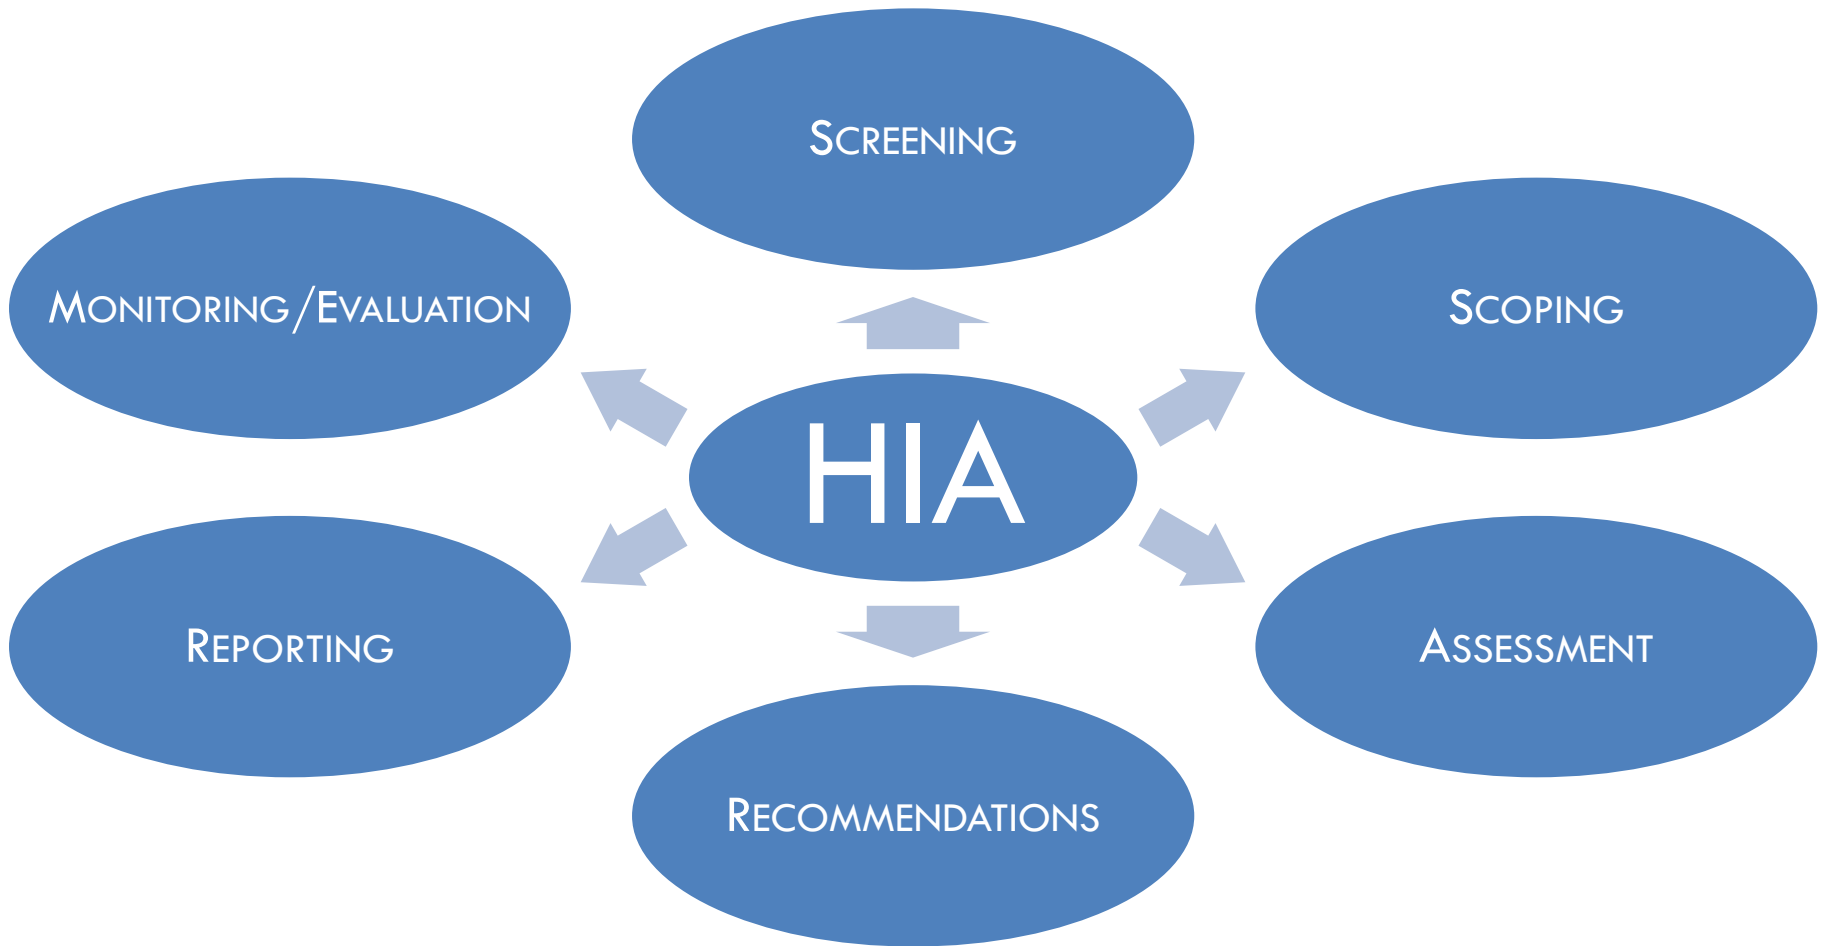 Screening
Monitoring/Evaluation
Scoping
HIA
Reporting
Assessment
Recommendations